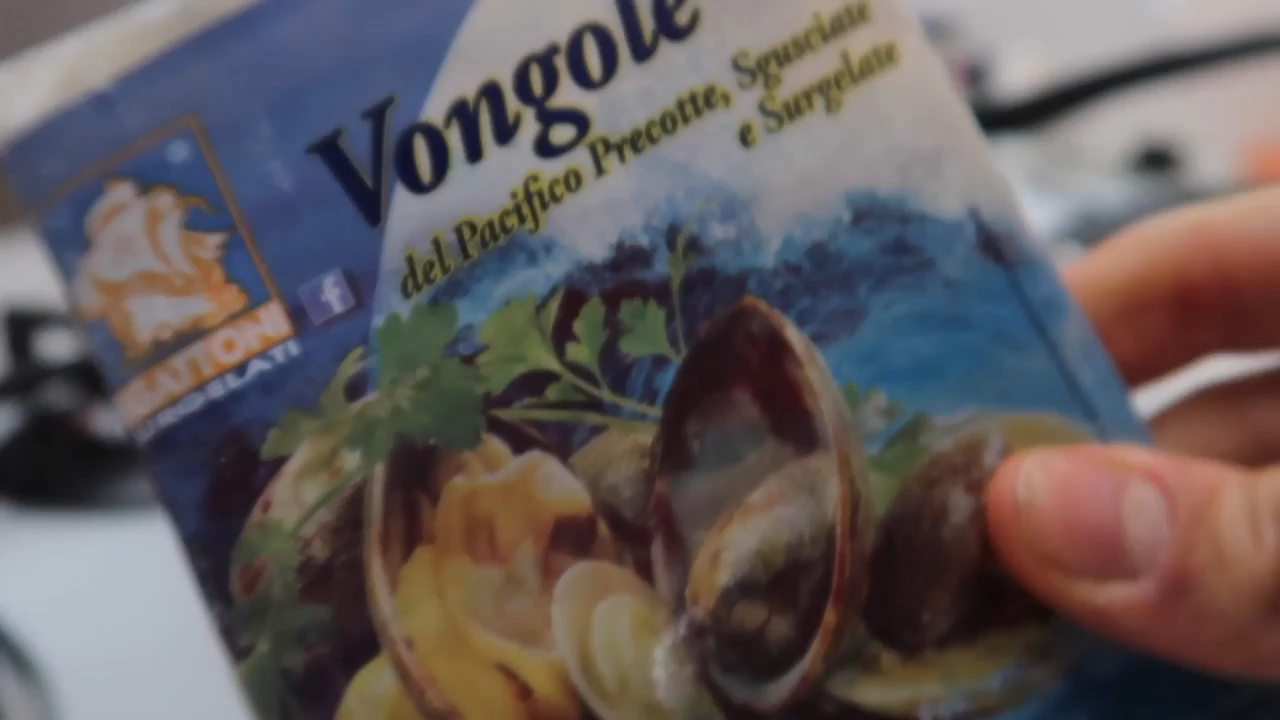 Vongole
del Pacifico Precotte, Sgusciate
e Surgelate
f